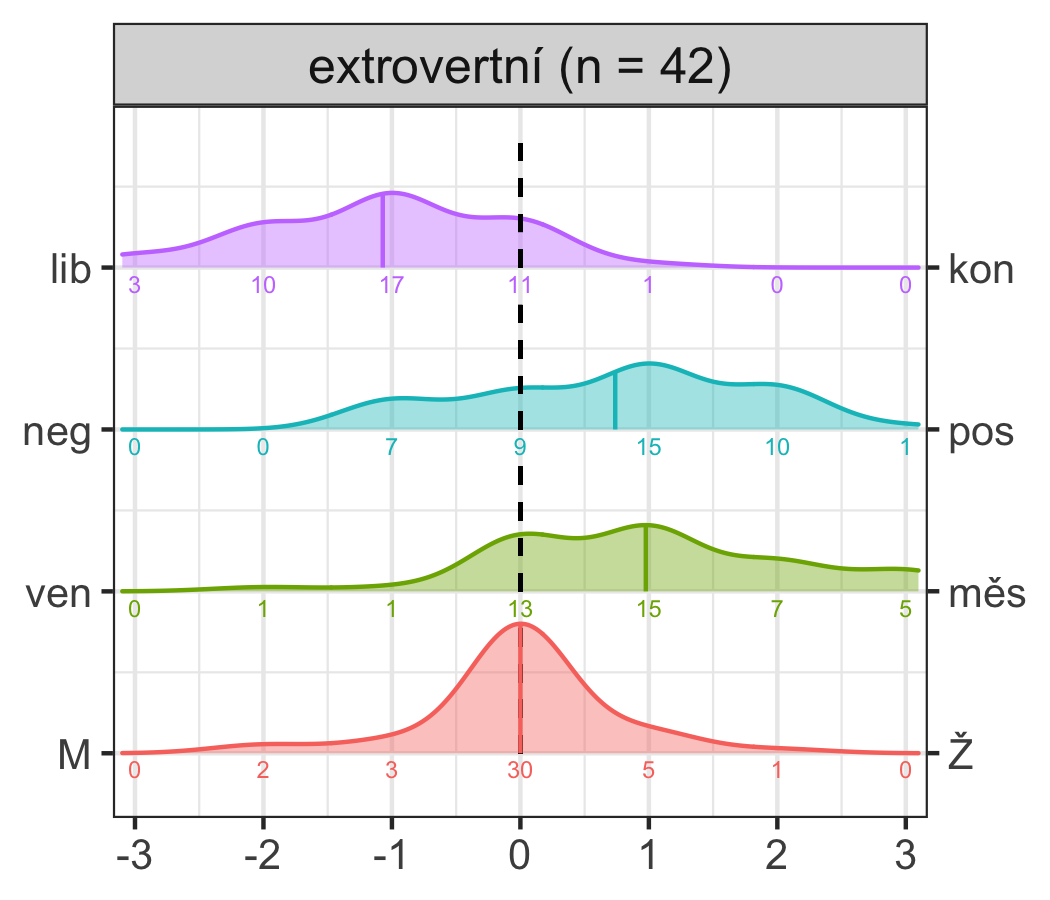 extrovertní (n = 42)
lib kon
3 10 17 11 1 0 0
neg pos
0 0 7 9 15 10 1
ven měs
0 1 1 13 15 7 5
M Ž
0 2 3 30 5 1 0
-3 -2 -1 0 1 2 3